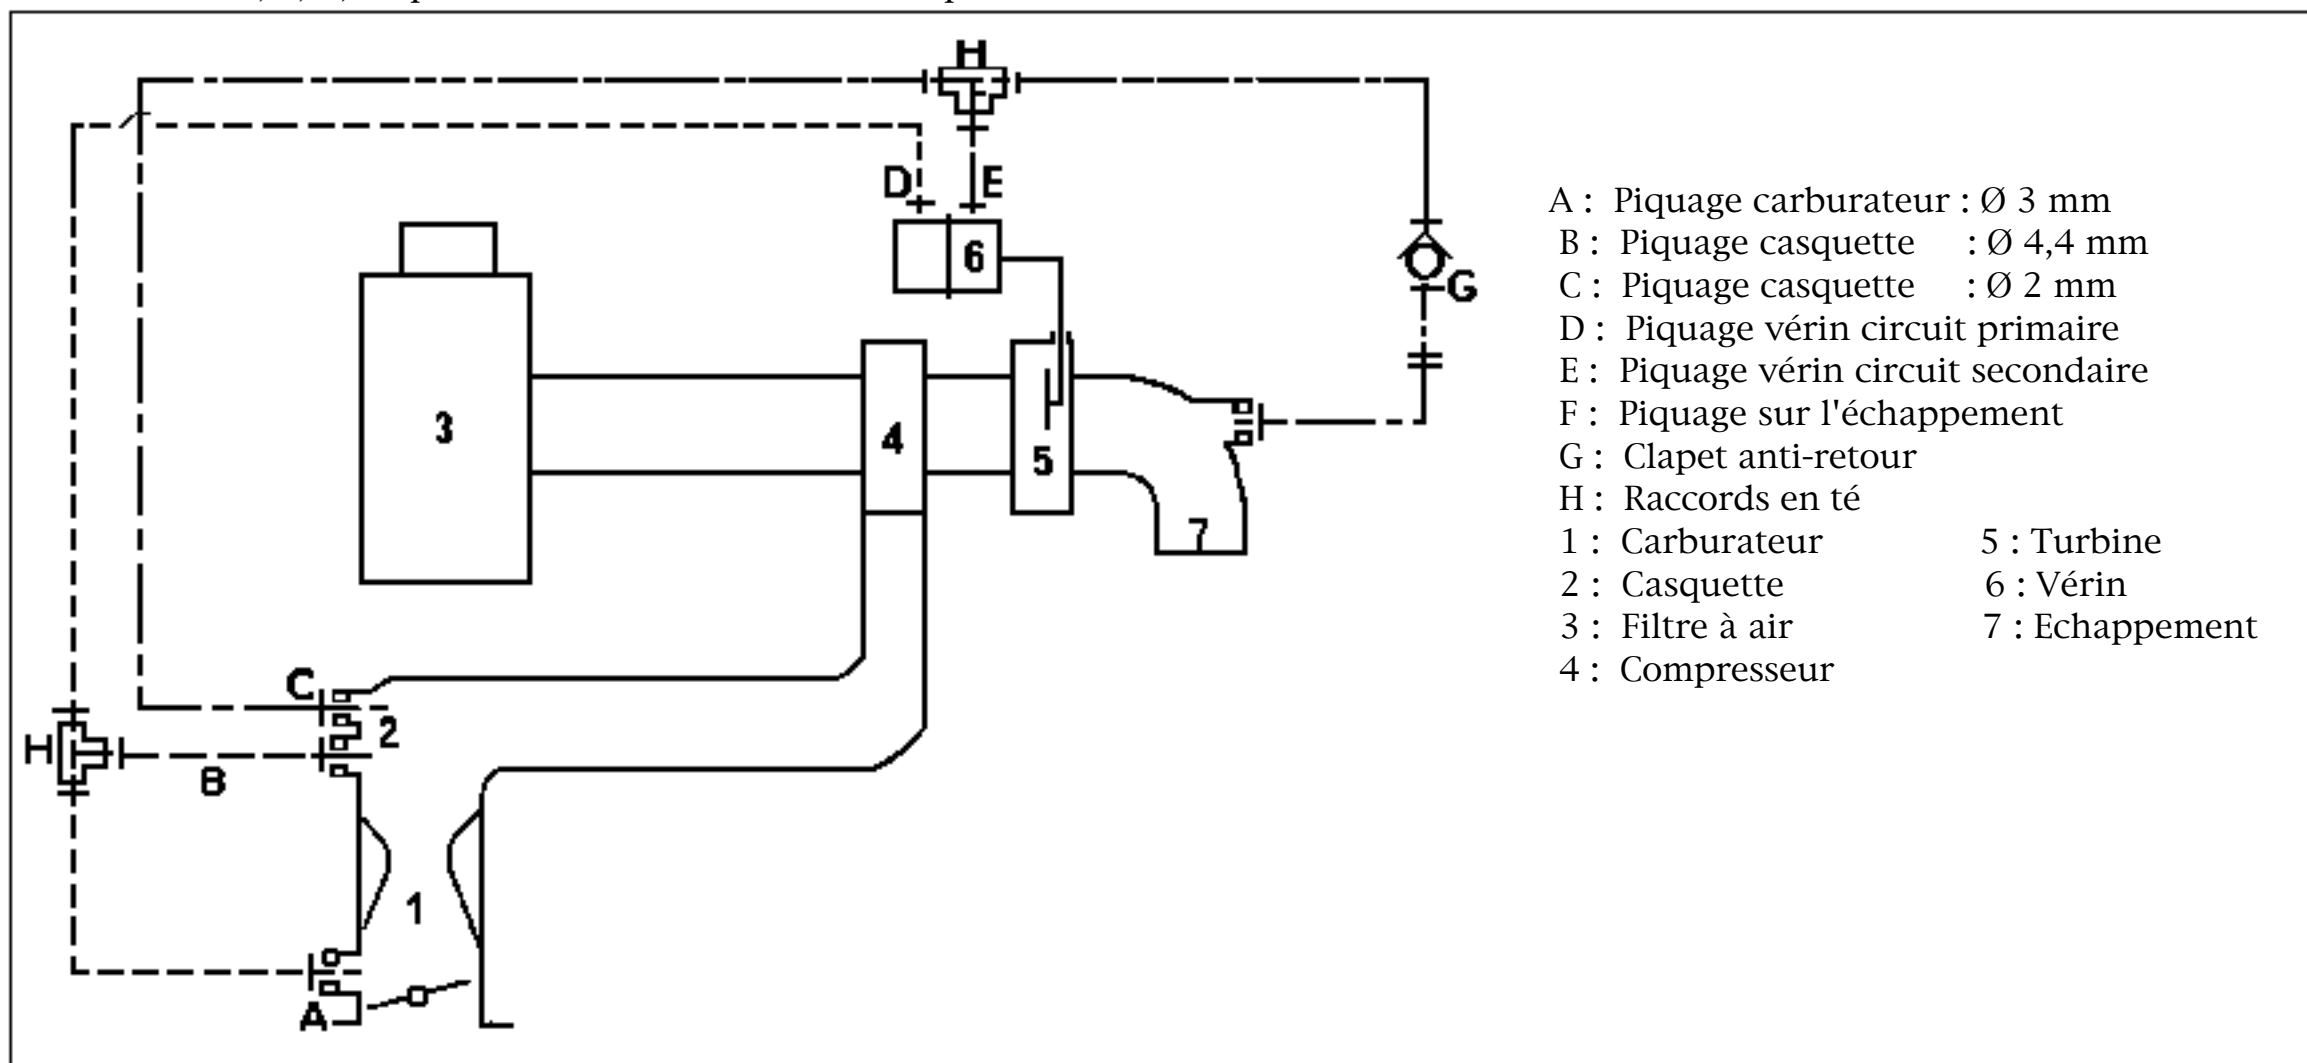 H
D
E
6
G
3
4
5
7
C
2
H
B
1
A
A : Piquage carburateur : Ø 3 mm
B : Piquage casquette : Ø 4,4 mm
C : Piquage casquette : Ø 2 mm
D : Piquage vérin circuit primaire
E : Piquage vérin circuit secondaire
F : Piquage sur l'échappement
G : Clapet anti-retour
H : Raccords en té
1 : Carburateur 5 : Turbine
2 : Casquette 6 : Vérin
3 : Filtre à air 7 : Echappement
4 : Compresseur